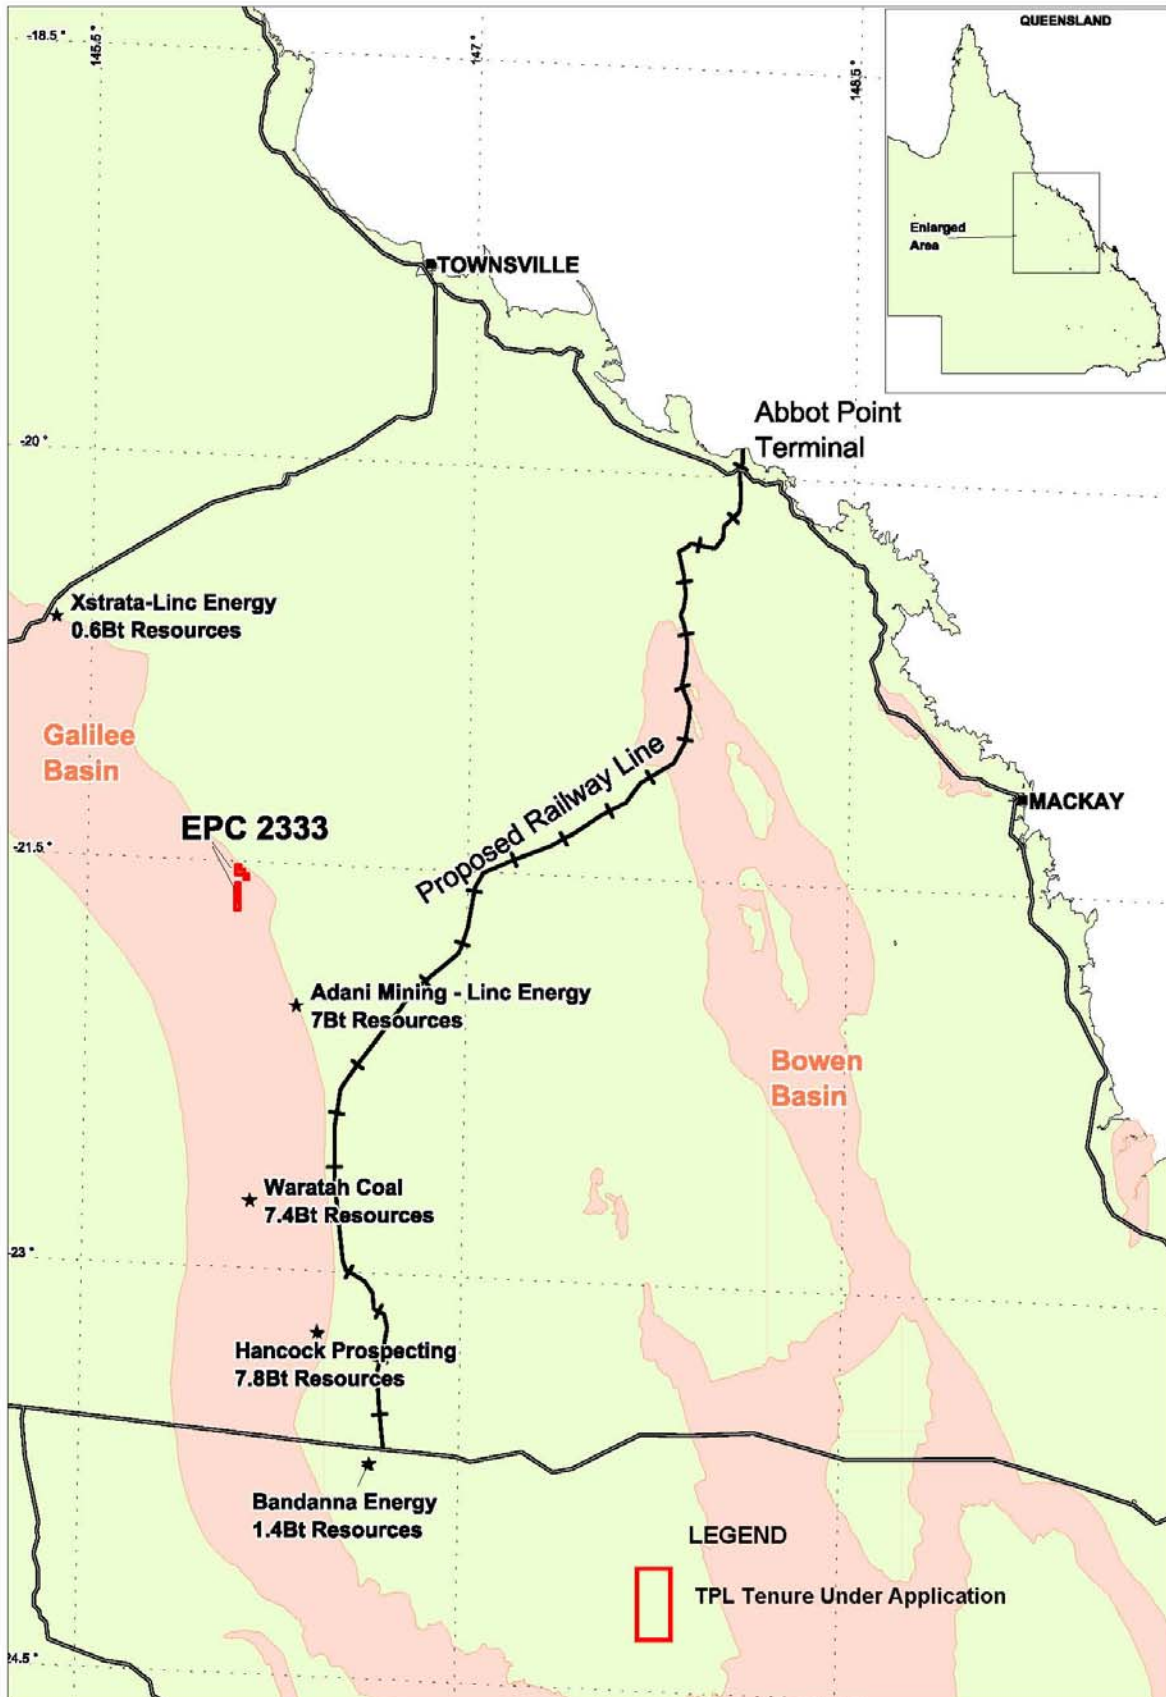 -18.5°
145.5°
147°
148.5°
QUEENSLAND
Enlarged
Area
TOWNSVILLE
Abbot Point
Terminal
-20°
Xstrata-Linc Energy
0.6Bt Resources
Galilee
Basin
Proposed Railway Line
MACKAY
EPC 2333
-21.5°
Adani Mining - Linc Energy
7Bt Resources
Bowen
Basin
Waratah Coal
7.4Bt Resources
-23°
Hancock Prospecting
7.8Bt Resources
Bandanna Energy
1.4Bt Resources
LEGEND
TPL Tenure Under Application
24.5°